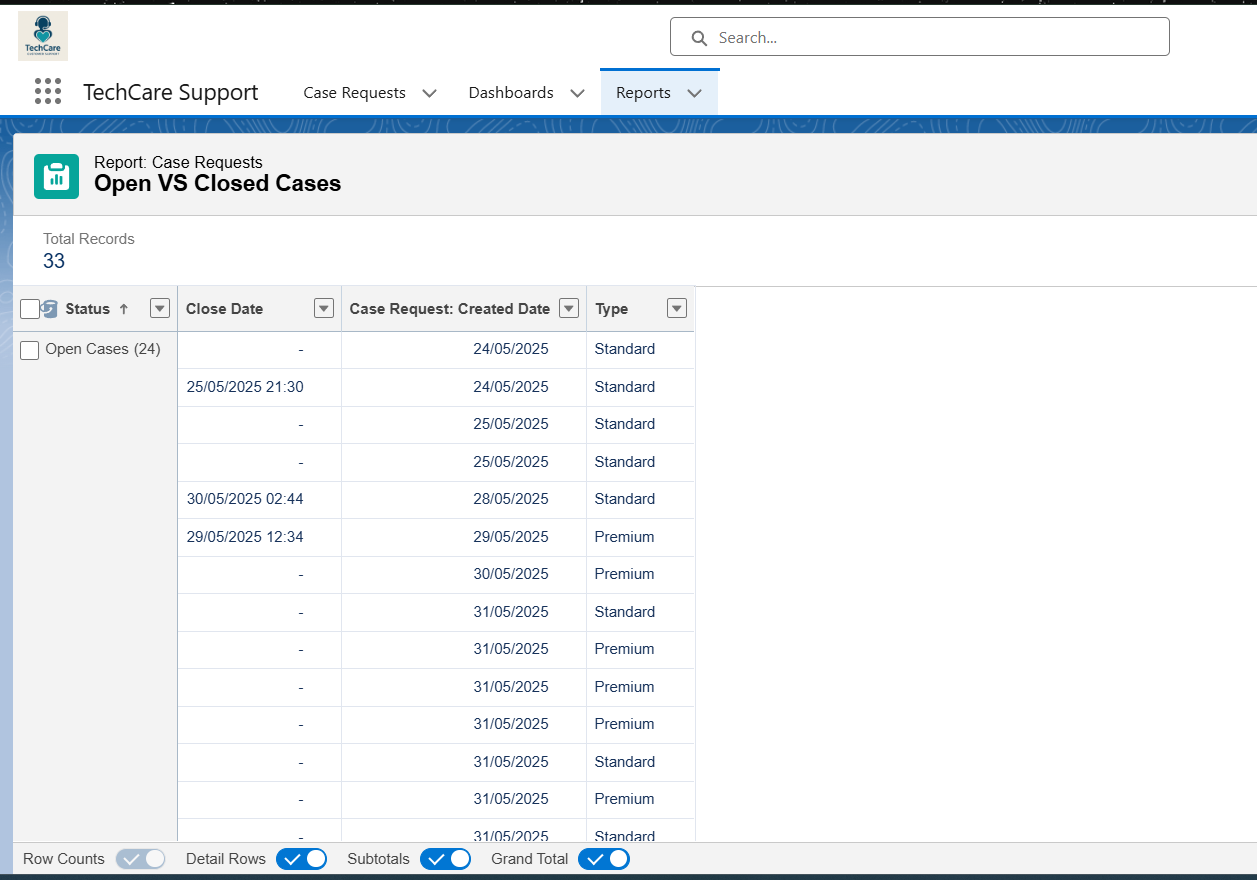 TechCare
CUSTOMER SUPPORT
Search...
TechCare Support Case Requests Dashboards Reports
Report: Case Requests
Open VS Closed Cases
Total Records
33
Status ↑ Close Date Case Request: Created Date Type
Open Cases (24) - 24/05/2025 Standard
25/05/2025 21:30 24/05/2025 Standard
- 25/05/2025 Standard
- 25/05/2025 Standard
30/05/2025 02:44 28/05/2025 Standard
29/05/2025 12:34 29/05/2025 Premium
- 30/05/2025 Premium
- 31/05/2025 Standard
- 31/05/2025 Premium
- 31/05/2025 Premium
- 31/05/2025 Premium
- 31/05/2025 Standard
- 31/05/2025 Premium
- 31/05/2025 Standard
Row Counts Detail Rows Subtotals Grand Total